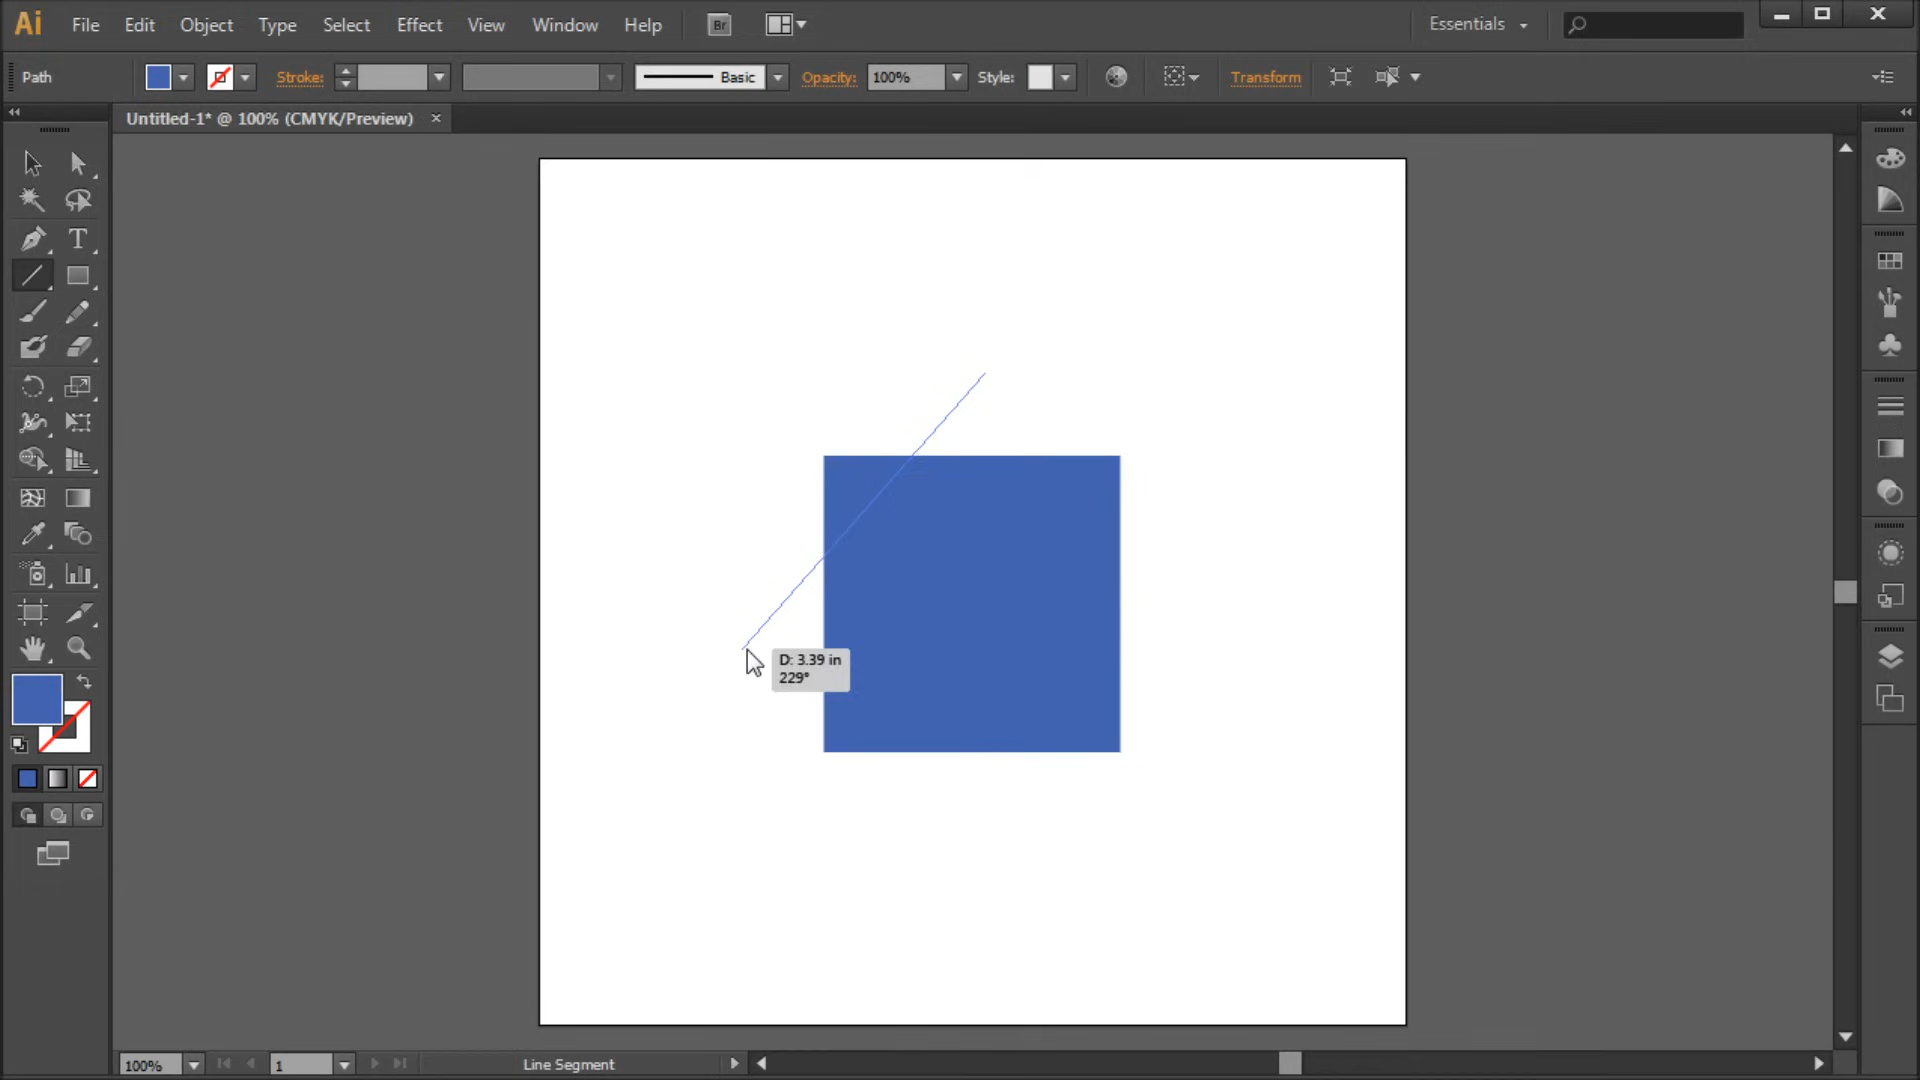 Ai File Edit Object Type Select Effect View Window Help Br Essentials
Path Stroke: Basic Opacity: 100% Style: Transform
Untitled-1* @ 100% (CMYK/Preview)
T
D: 3.39 in
229°
100% 1 Line Segment